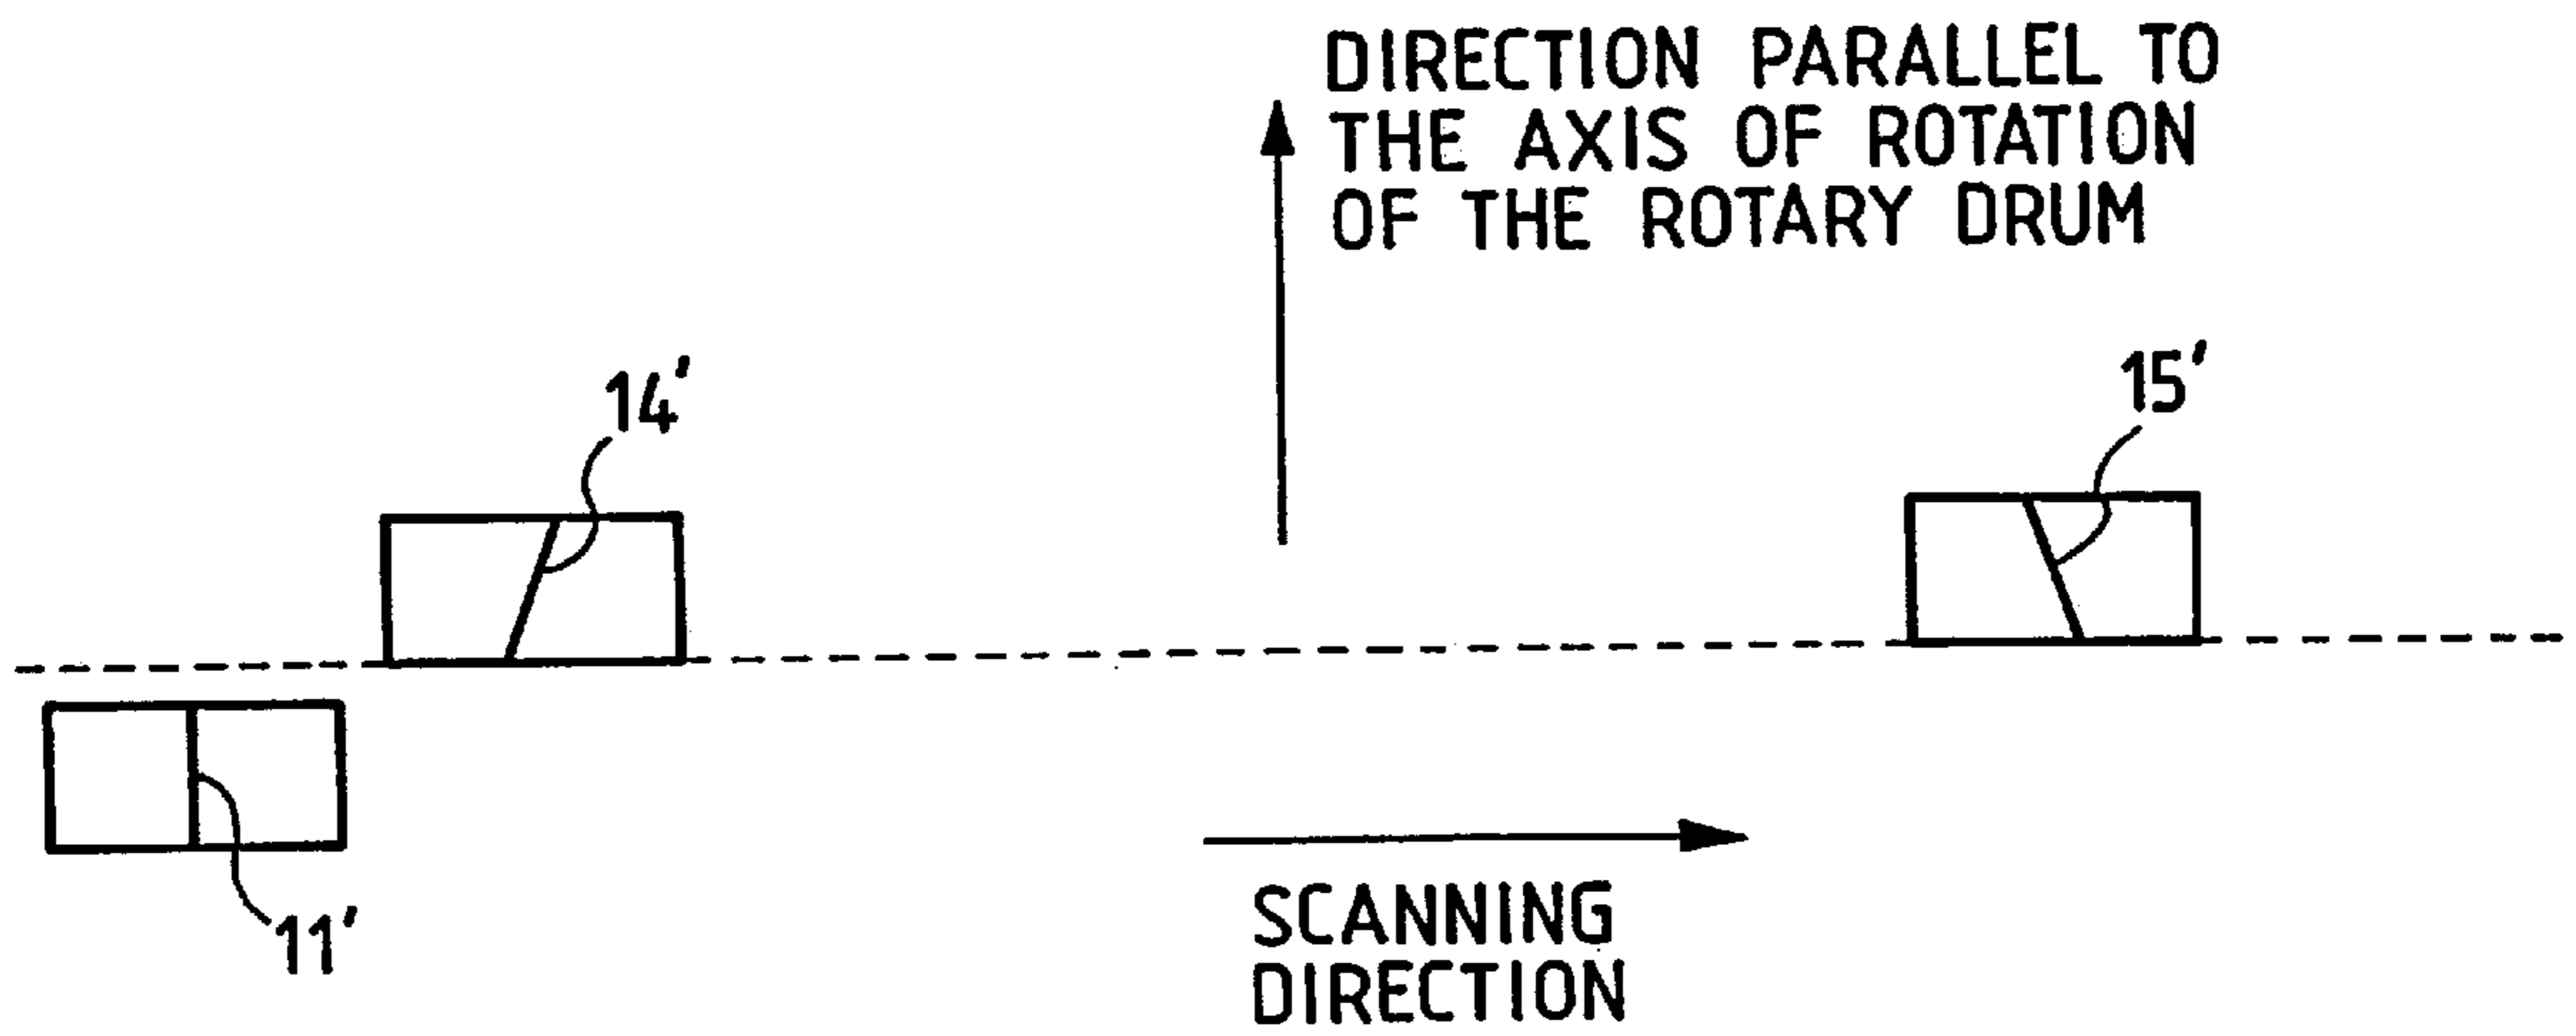 DIRECTION PARALLEL TO
THE AXIS OF ROTATION
OF THE ROTARY DRUM
14'
15'
11'
SCANNING
DIRECTION